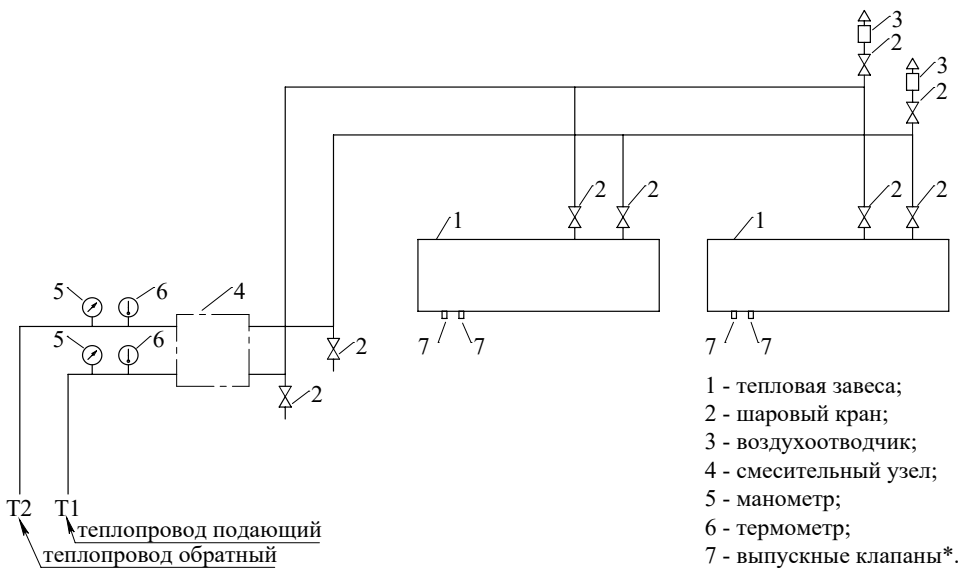 3
2
3
2
2
2
2
2
1
1
5
6
4
5
6
2
2
7
7
7
7
1 - тепловая завеса;
2 - шаровый кран;
3 - воздухоотводчик;
4 - смесительный узел;
5 - манометр;
6 - термометр;
7 - выпускные клапаны*.
Т2
Т1
теплопровод подающий
теплопровод обратный